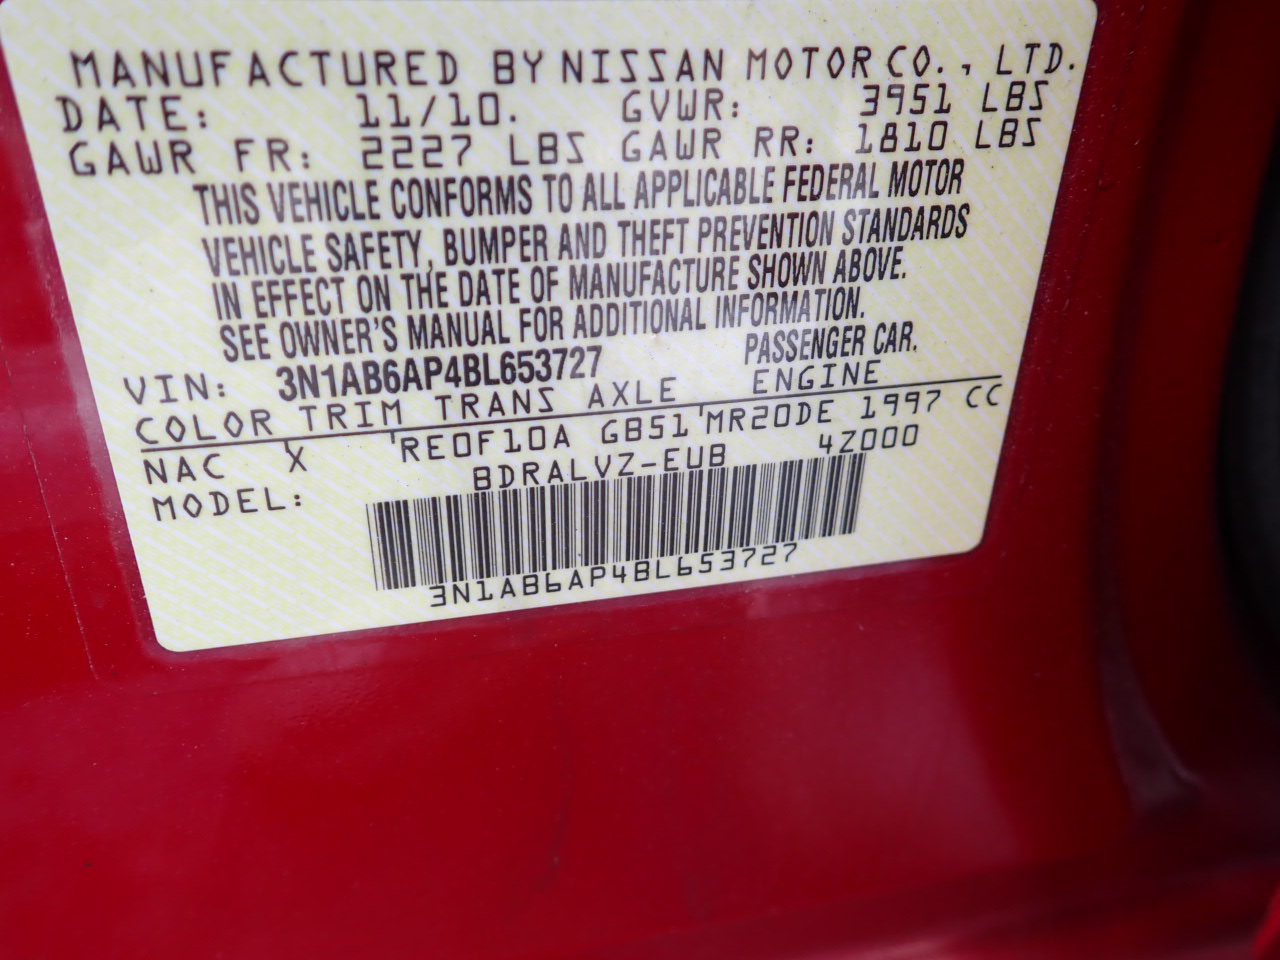 MANUFACTURED BY NISSAN MOTOR CO., LTD.
DATE: 11/10. GVWR: 3951 LBS
GAWR FR: 2227 LBS GAWR RR: 1810 LBS
THIS VEHICLE CONFORMS TO ALL APPLICABLE FEDERAL MOTOR
VEHICLE SAFETY, BUMPER AND THEFT PREVENTION STANDARDS
IN EFFECT ON THE DATE OF MANUFACTURE SHOWN ABOVE.
SEE OWNER'S MANUAL FOR ADDITIONAL INFORMATION.
VIN: 3N1AB6AP4BL653727 PASSENGER CAR.
COLOR TRIM TRANS AXLE ENGINE
NAC X 'RE0F10A GB51'MR20DE 1997 CC
MODEL: BDRALVZ-EUB 4Z000
3N1AB6AP4BL653727